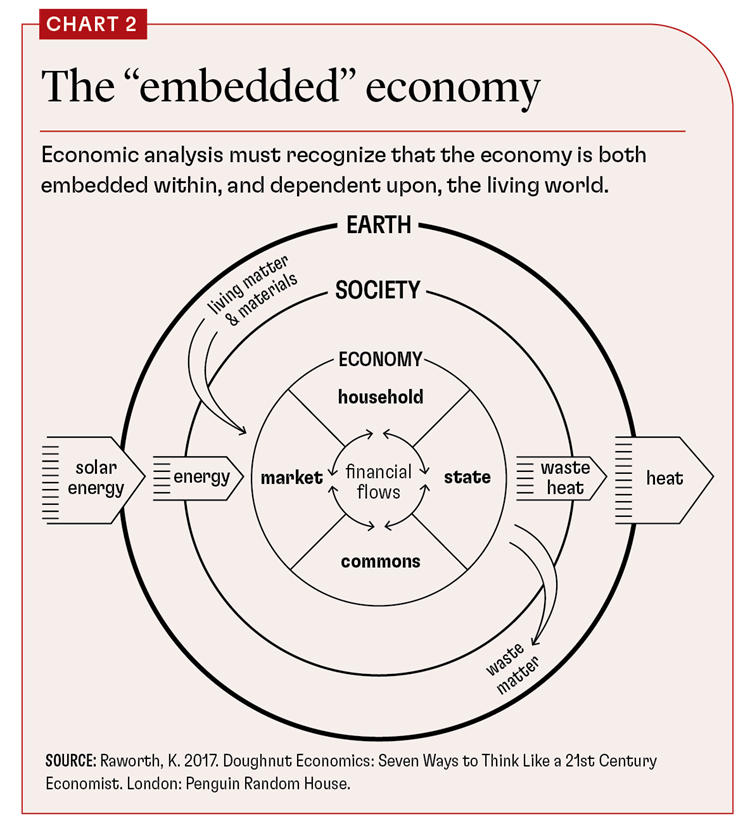 CHART 2
The “embedded” economy
Economic analysis must recognize that the economy is both
embedded within, and dependent upon, the living world.
EARTH
living matter
& materials
SOCIETY
ECONOMY
household
solar
energy
energy
market
financial
flows
state
waste
heat
heat
commons
waste
matter
SOURCE: Raworth, K. 2017. Doughnut Economics: Seven Ways to Think Like a 21st Century
Economist. London: Penguin Random House.